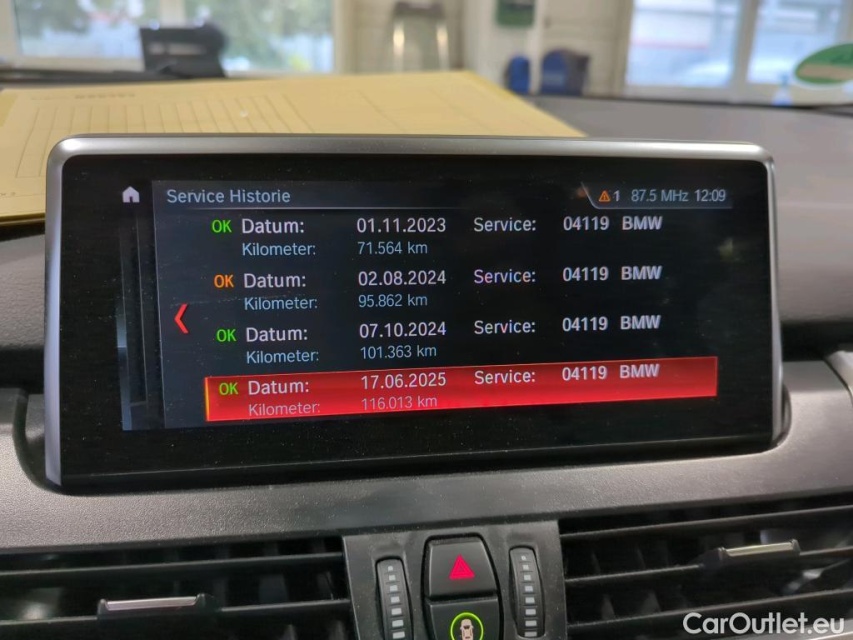 Service Historie
1 87.5 MHz 12:09
OK Datum: 01.11.2023 Service: 04119 BMW
Kilometer: 71.564 km
OK Datum: 02.08.2024 Service: 04119 BMW
Kilometer: 95.862 km
OK Datum: 07.10.2024 Service: 04119 BMW
Kilometer: 101.363 km
OK Datum: 17.06.2025 Service: 04119 BMW
Kilometer: 116.013 km
CarOutlet.eu